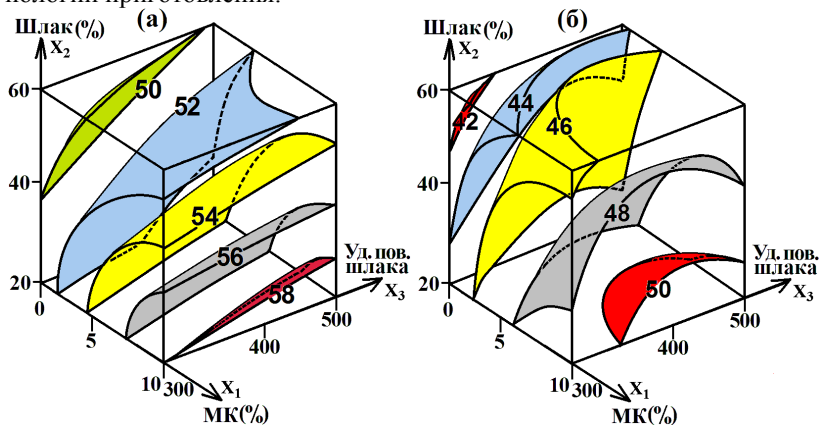 нологии приготовления.
(а)
Шлак (%)
X2
60
40
20
0
5
10
300
400
500
50
52
54
56
58
Уд. пов.
шлака
X3
X1
МК(%)
(б)
Шлак(%)
X2
60
40
20
0
5
10
300
400
500
42
44
46
48
50
Уд. пов.
шлака
X3
X1
МК(%)